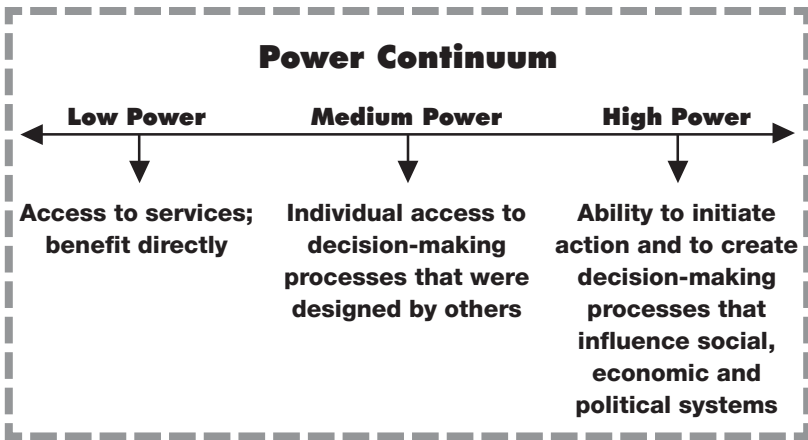 Power Continuum
Low Power
Medium Power
High Power
Access to services;
benefit directly
Individual access to
decision-making
processes that were
designed by others
Ability to initiate
action and to create
decision-making
processes that
influence social,
economic and
political systems